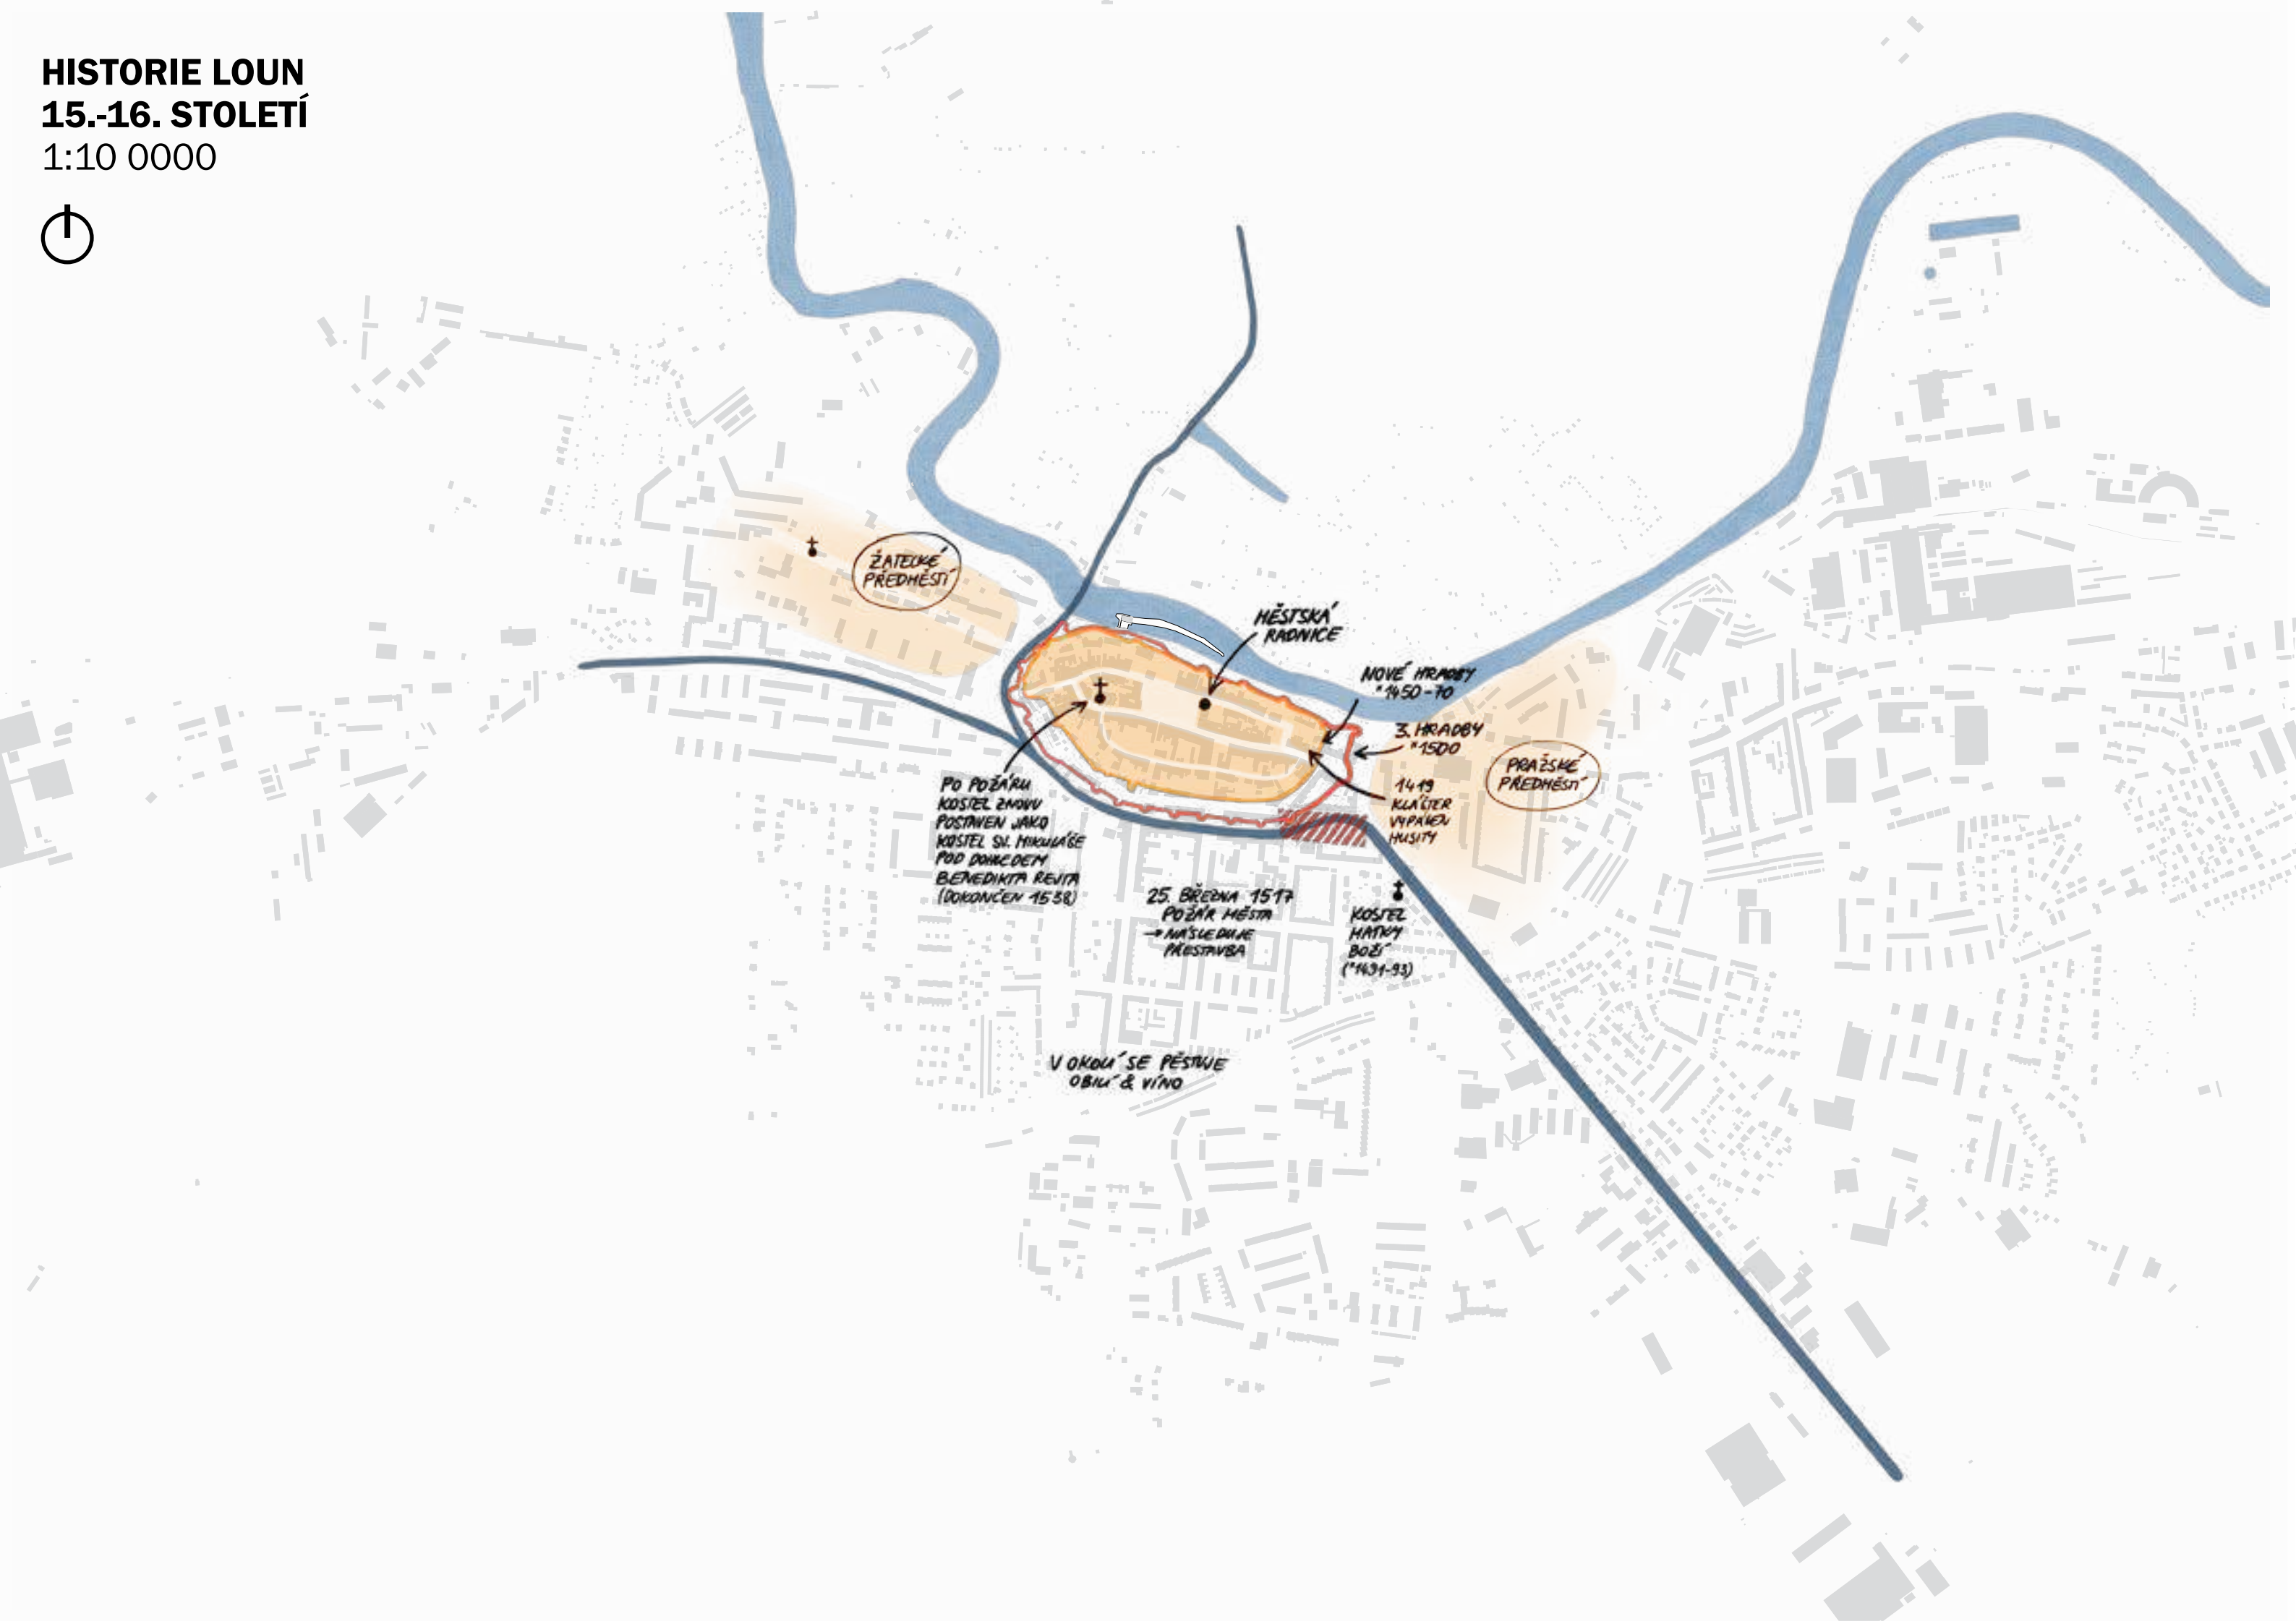 HISTORIE LOUN
15.-16. STOLETÍ
1:10 0000
ŽATECKÉ
PŘEDMĚSTÍ
MĚSTSKÁ
RADNICE
NOVÉ HRADBY
*1450-70
3. HRADBY
*1500
PRAŽSKÉ
PŘEDMĚSTÍ
1419
KLÁŠTER
VYPÁLEN
HUSITY
PO POŽÁRU
KOSTEL ZNOVU
POSTAVEN JAKO
KOSTEL SV. MIKULÁŠE
POD DOHLEDEM
BENEDIKTA REJTA
(DOKONČEN 1538)
25. BŘEZNA 1517
POŽÁR MĚSTA
→ NÁSLEDUJE
PŘESTAVBA
KOSTEL
MATKY
BOŽÍ
(*1491-93)
V OKOLÍ SE PĚSTUJE
OBILÍ & VÍNO